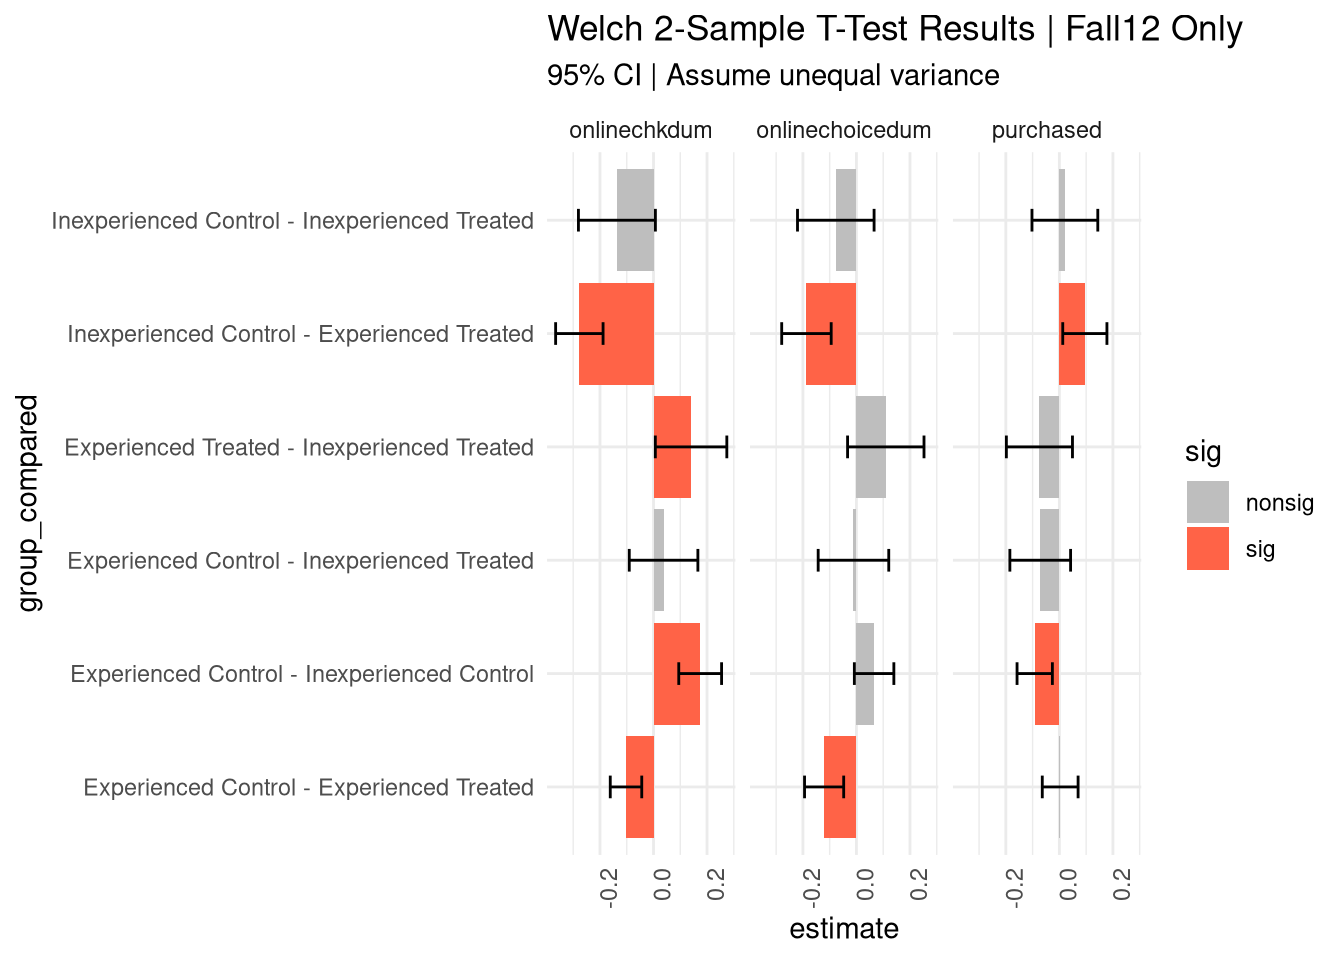 Welch 2-Sample T-Test Results | Fall12 Only
95% CI | Assume unequal variance
onlinechkdum onlinechoicedum purchased
Inexperienced Control - Inexperienced Treated
Inexperienced Control - Experienced Treated
Experienced Treated - Inexperienced Treated
Experienced Control - Inexperienced Treated
Experienced Control - Inexperienced Control
Experienced Control - Experienced Treated
group_compared
-0.2 0.0 0.2 -0.2 0.0 0.2 -0.2 0.0 0.2
estimate
sig
nonsig
sig